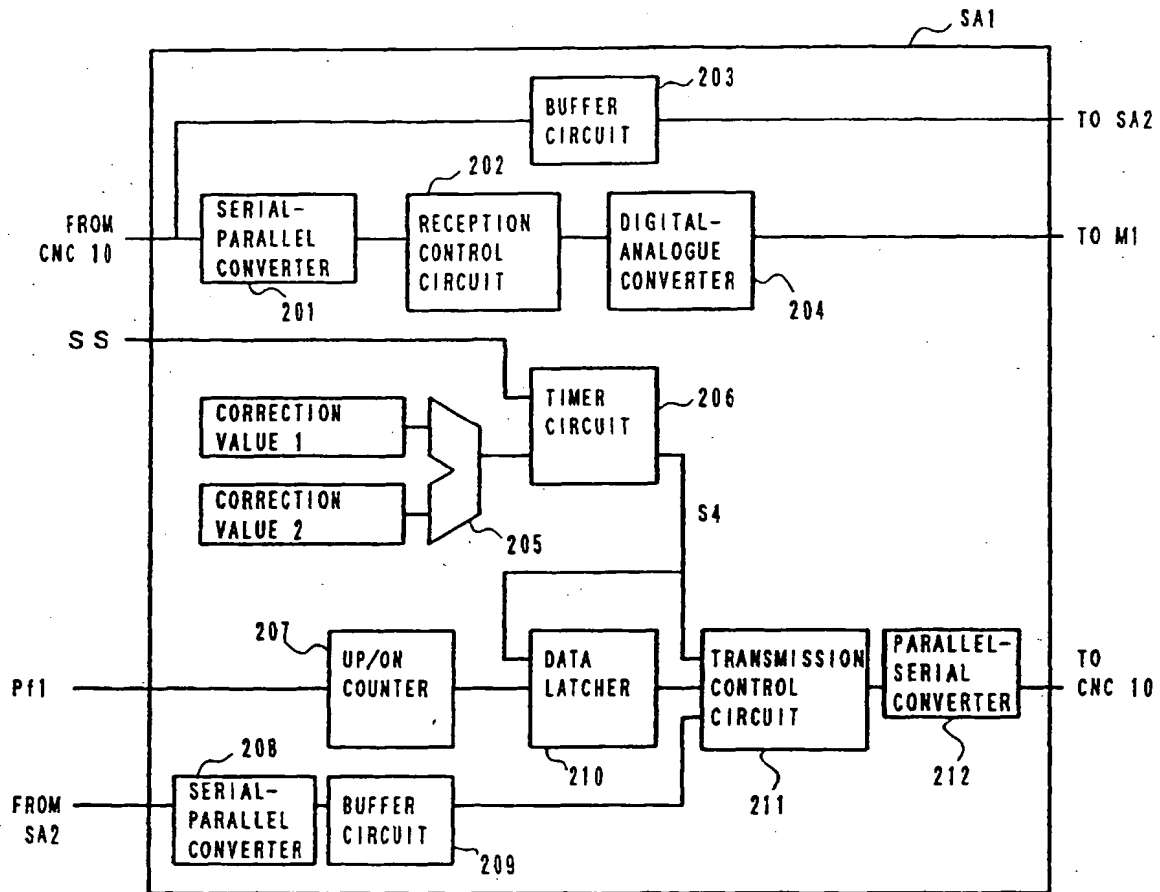 SA1
203
BUFFER
CIRCUIT
TO SA2
202
FROM
CNC 10
SERIAL-
PARALLEL
CONVERTER
201
RECEPTION
CONTROL
CIRCUIT
DIGITAL-
ANALOGUE
CONVERTER
204
TO M1
SS
TIMER
CIRCUIT
206
CORRECTION
VALUE 1
CORRECTION
VALUE 2
205
S4
207
UP/ON
COUNTER
Pf1
DATA
LATCHER
210
TRANSMISSION
CONTROL
CIRCUIT
211
PARALLEL-
SERIAL
CONVERTER
212
TO
CNC 10
208
FROM
SA2
SERIAL-
PARALLEL
CONVERTER
BUFFER
CIRCUIT
209